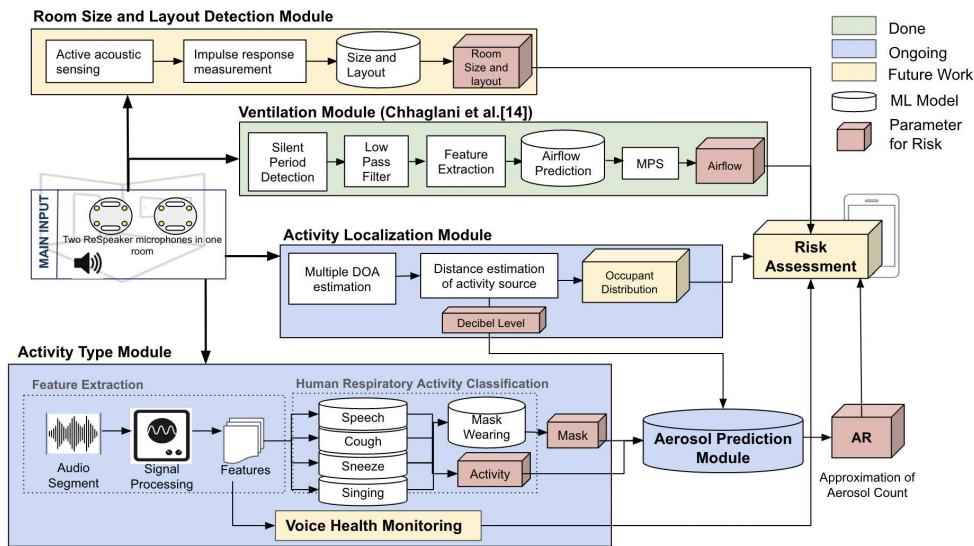 Room Size and Layout Detection Module
Active acoustic
sensing
Impulse response
measurement
Size and
Layout
Room
Size and
layout
Done
Ongoing
Future Work
ML Model
Parameter
for Risk
Ventilation Module (Chhaglani et al.[14])
Silent
Period
Detection
Low
Pass
Filter
Feature
Extraction
Airflow
Prediction
MPS
Airflow
MAIN INPUT
Two ReSpeaker microphones in one
room
Activity Localization Module
Multiple DOA
estimation
Distance estimation
of activity source
Occupant
Distribution
Decibel Level
Risk
Assessment
Activity Type Module
Feature Extraction
Audio
Segment
Signal
Processing
Features
Human Respiratory Activity Classification
Speech
Cough
Sneeze
Singing
Mask
Wearing
Mask
Activity
Voice Health Monitoring
Aerosol Prediction
Module
AR
Approximation of
Aerosol Count